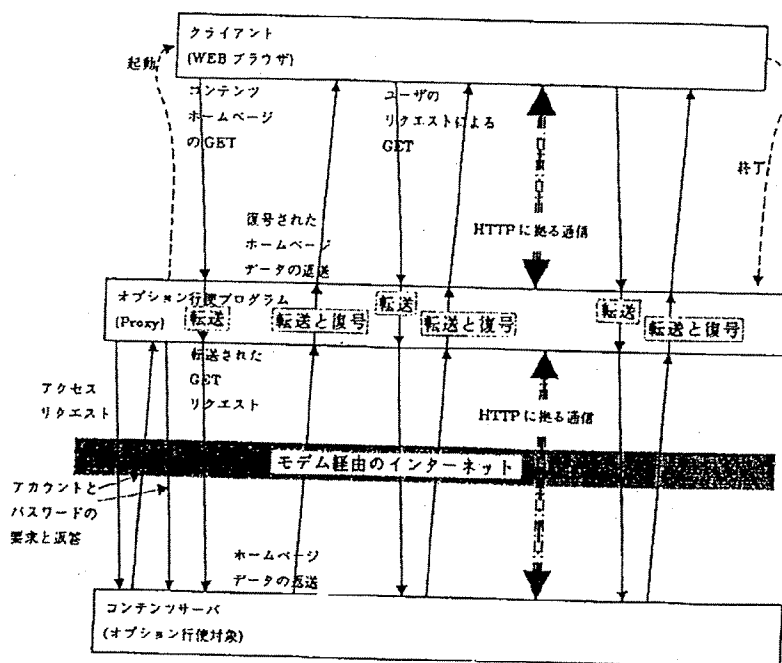 クライアント
(WEB ブラウザ)
起動
コンテンツ
ホームページ
のGET
ユーザの
リクエストによる
GET
終了
復号された
ホームページ
データの返送
HTTPに拠る通信
オプション行使プログラム
(Proxy)
転送
転送と復号
転送
転送と復号
転送
転送と復号
転送された
GET
リクエスト
アクセス
リクエスト
HTTPに拠る通信
モデム経由のインターネット
アカウントと
パスワードの
要求と返答
ホームページ
データの返送
コンテンツサーバ
(オプション行使対象)